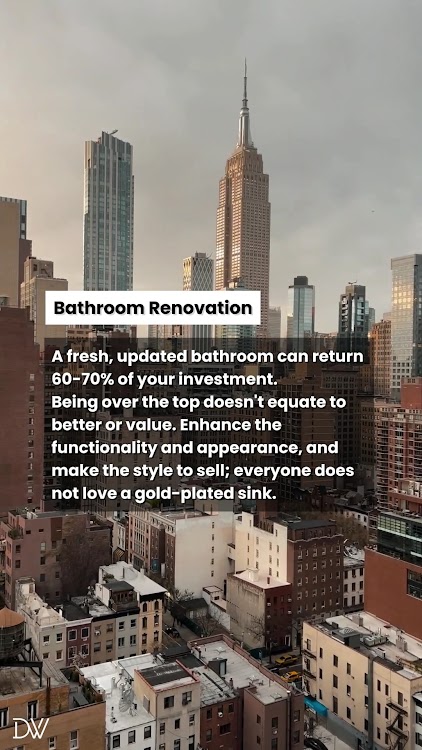 Bathroom Renovation
A fresh, updated bathroom can return
60-70% of your investment.
Being over the top doesn't equate to
better or value. Enhance the
functionality and appearance, and
make the style to sell; everyone does
not love a gold-plated sink.
DW